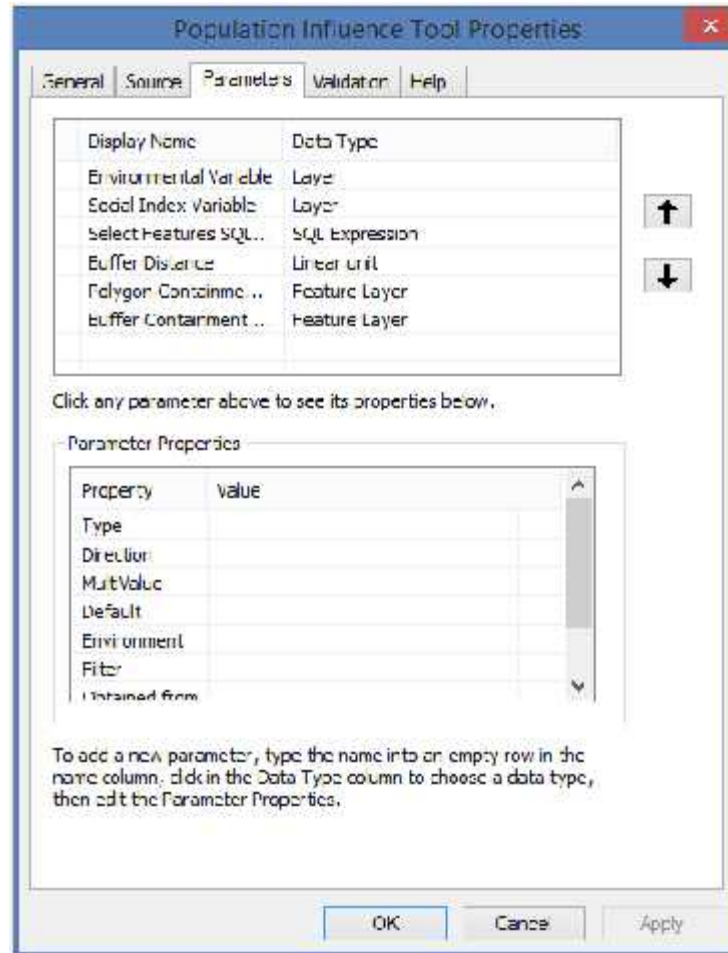 Population Influence Tool Properties
General Source Parameters Validation Help
Display Name Data Type
Environmental Variable Layer
Social Index Variable Layer
Select Features SQL... SQL Expression
Buffer Distance Linear unit
Polygon Containme... Feature Layer
Buffer Containment ... Feature Layer
Click any parameter above to see its properties below.
Parameter Properties
Property Value
Type
Direction
MultiValue
Default
Environment
Filter
Obtained from
To add a new parameter, type the name into an empty row in the
name column, click in the Data Type column to choose a data type,
then edit the Parameter Properties.
OK Cancel Apply